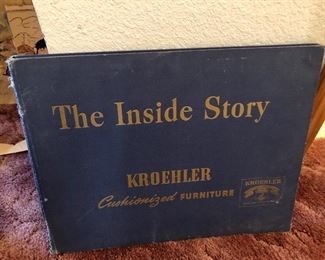 The Inside Story
KROEHLER
Cushionized FURNITURE
KROEHLER